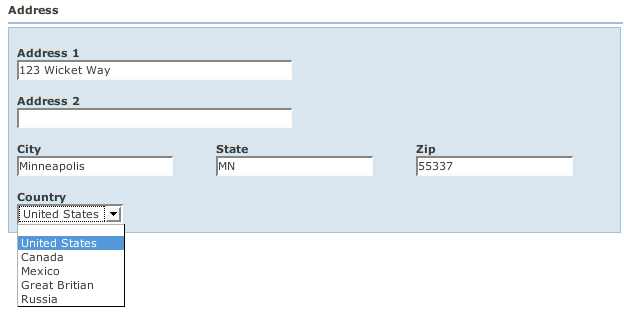 Address
Address 1
123 Wicket Way
Address 2
City State Zip
Minneapolis MN 55337
Country
United States
United States
Canada
Mexico
Great Britian
Russia